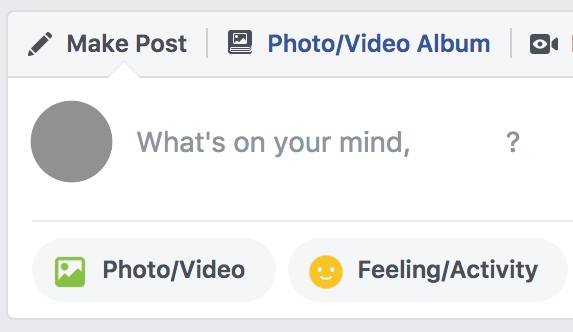 Make Post Photo/Video Album
What's on your mind, ?
Photo/Video Feeling/Activity